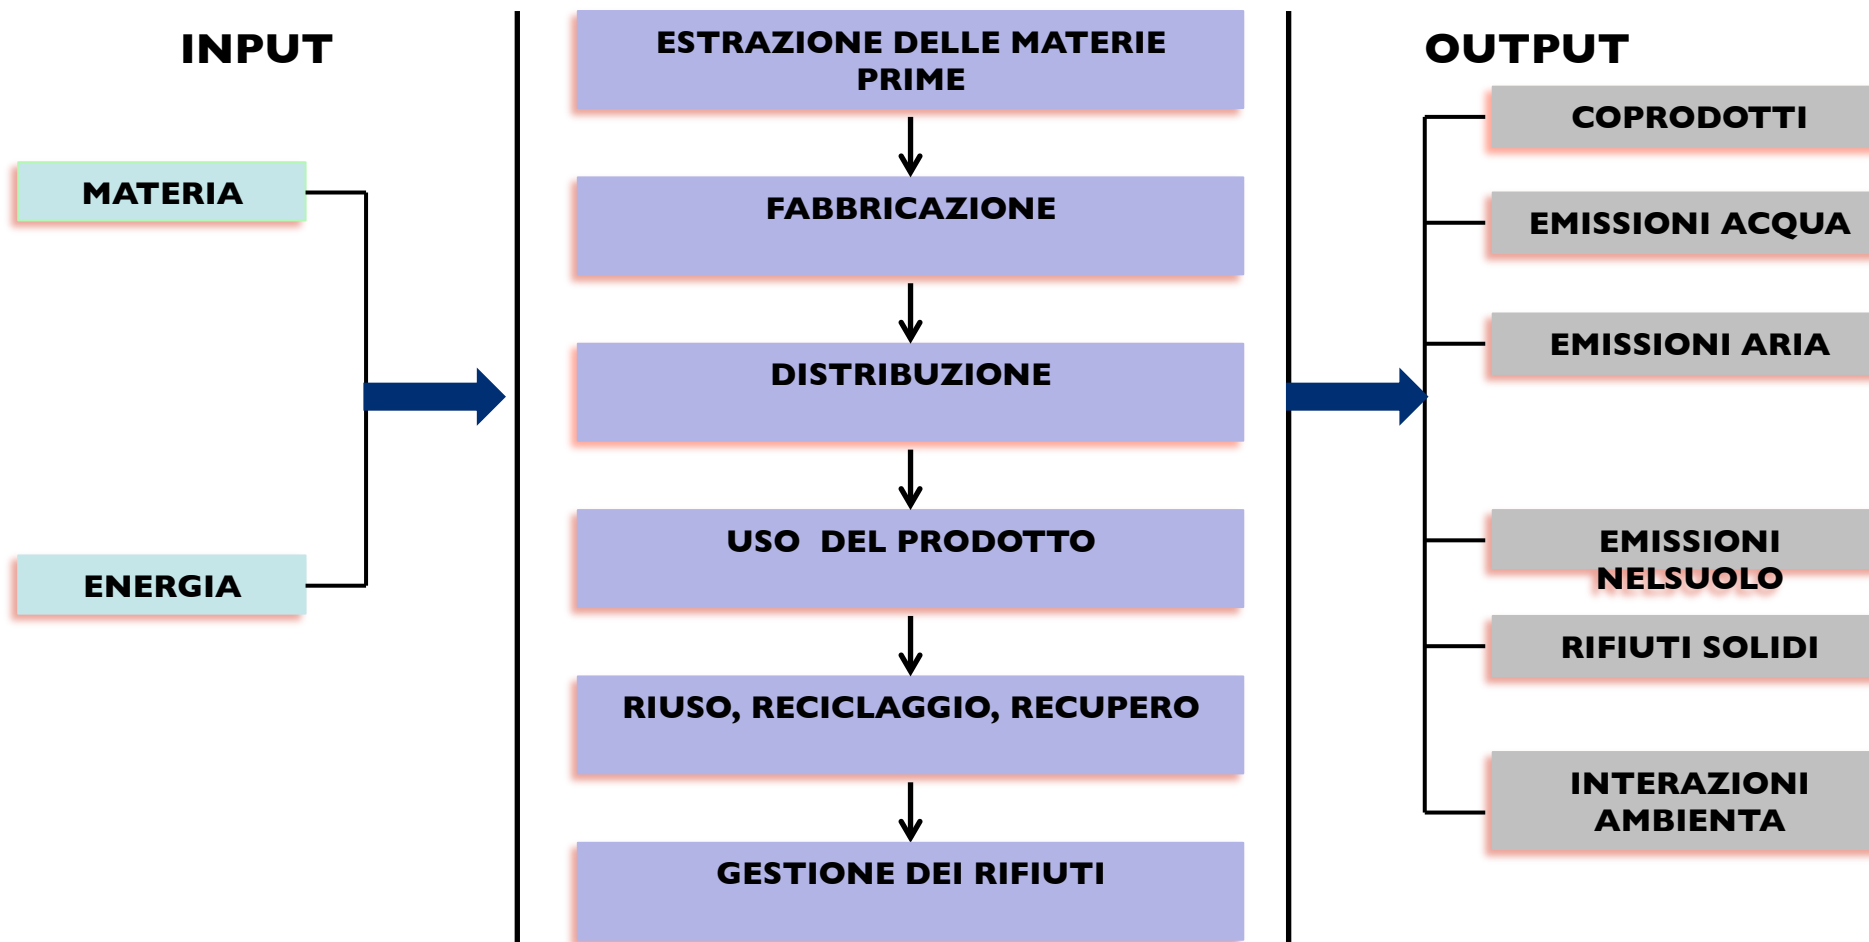 INPUT
MATERIA
ENERGIA
ESTRAZIONE DELLE MATERIE
PRIME
FABBRICAZIONE
DISTRIBUZIONE
USO DEL PRODOTTO
RIUSO, RECICLAGGIO, RECUPERO
GESTIONE DEI RIFIUTI
OUTPUT
COPRODOTTI
EMISSIONI ACQUA
EMISSIONI ARIA
EMISSIONI
NELSUOLO
RIFIUTI SOLIDI
INTERAZIONI
AMBIENTA